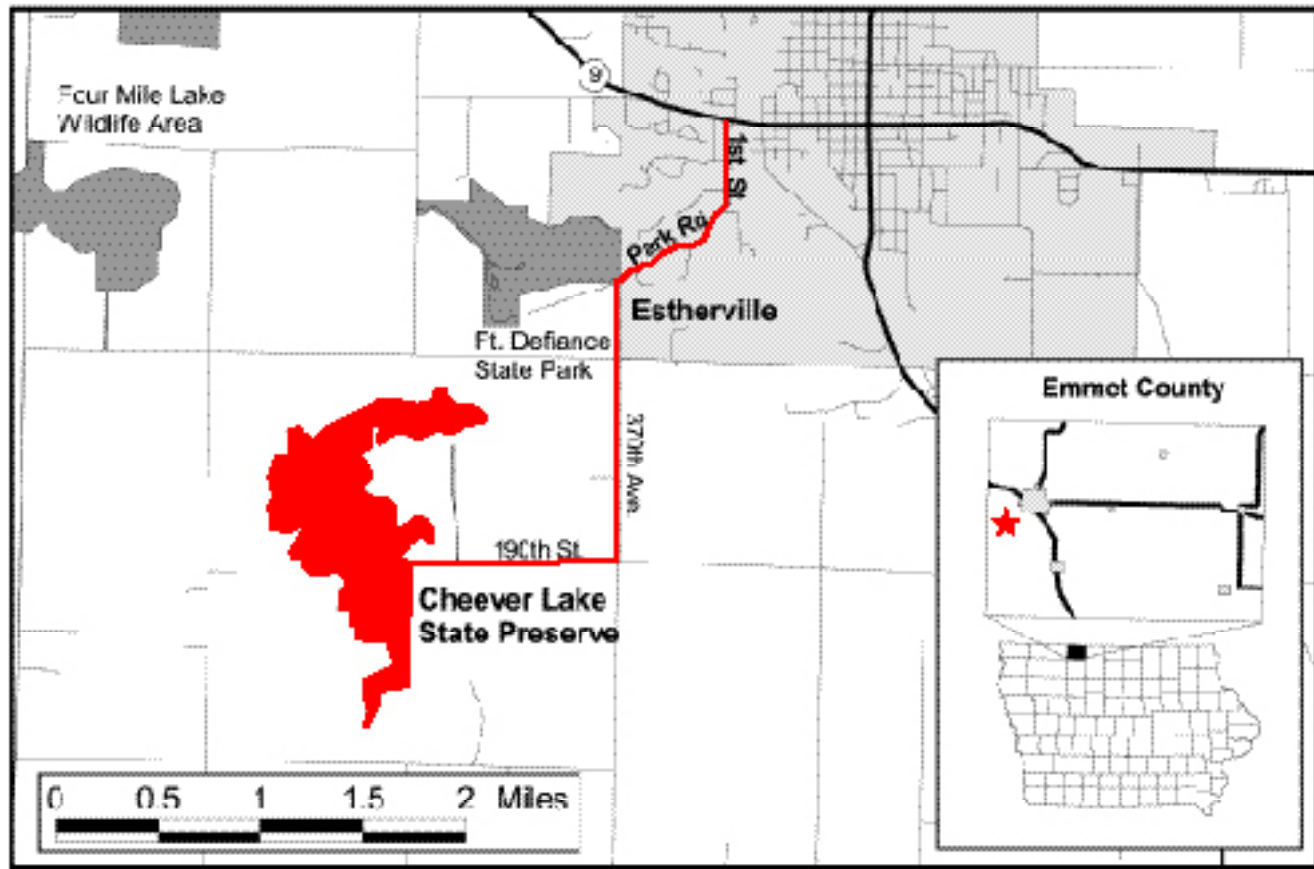 9
Four Mile Lake
Wildlife Area
1st St
Park Rd
Estherville
Ft. Defiance
State Park
370th Ave.
190th St.
Cheever Lake
State Preserve
Emmet County
0 0.5 1 1.5 2 Miles